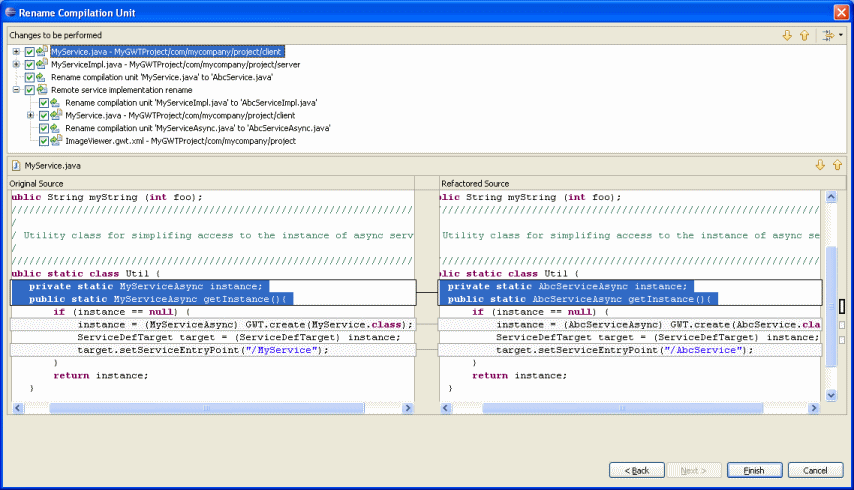 Rename Compilation Unit
Changes to be performed
MyService.java - MyGWTProject/com/mycompany/project/client
MyServiceImpl.java - MyGWTProject/com/mycompany/project/server
Rename compilation unit 'MyService.java' to 'AbcService.java'
Remote service implementation rename
Rename compilation unit 'MyServiceImpl.java' to 'AbcServiceImpl.java'
MyService.java - MyGWTProject/com/mycompany/project/client
Rename compilation unit 'MyServiceAsync.java' to 'AbcServiceAsync.java'
ImageViewer.gwt.xml - MyGWTProject/com/mycompany/project
MyService.java
Original Source
ublic String myString (int foo);
/////////////////////////////////////////////////////////////////
/
/ Utility class for simplifing access to the instance of async serv
/
/////////////////////////////////////////////////////////////////
ublic static class Util {
private static MyServiceAsync instance;
public static MyServiceAsync getInstance(){
if (instance == null) {
instance = (MyServiceAsync) GWT.create(MyService.class);
ServiceDefTarget target = (ServiceDefTarget) instance;
target.setServiceEntryPoint("/MyService");
}
return instance;
}
Refactored Source
blic String myString (int foo);
///////////////////////////////////////////////////////////////
Utility class for simplifing access to the instance of async se
///////////////////////////////////////////////////////////////
blic static class Util {
private static AbcServiceAsync instance;
public static AbcServiceAsync getInstance(){
if (instance == null) {
instance = (AbcServiceAsync) GWT.create(AbcService.cla
ServiceDefTarget target = (ServiceDefTarget) instance;
target.setServiceEntryPoint("/AbcService");
}
return instance;
}
< Back
Next >
Finish
Cancel